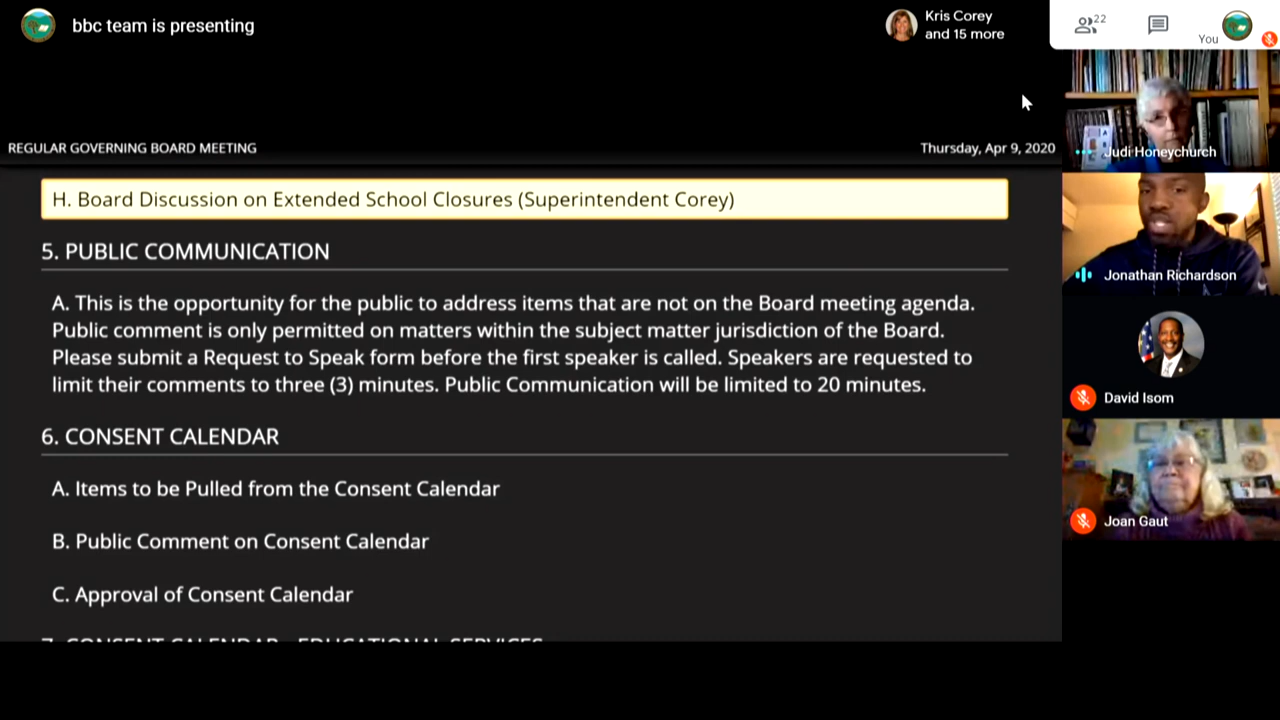 bbc team is presenting
Kris Corey
and 15 more
22
You
REGULAR GOVERNING BOARD MEETING
Thursday, Apr 9, 2020
H. Board Discussion on Extended School Closures (Superintendent Corey)
5. PUBLIC COMMUNICATION
A. This is the opportunity for the public to address items that are not on the Board meeting agenda.
Public comment is only permitted on matters within the subject matter jurisdiction of the Board.
Please submit a Request to Speak form before the first speaker is called. Speakers are requested to
limit their comments to three (3) minutes. Public Communication will be limited to 20 minutes.
6. CONSENT CALENDAR
A. Items to be Pulled from the Consent Calendar
B. Public Comment on Consent Calendar
C. Approval of Consent Calendar
7. CONSENT CALENDAR - EDUCATIONAL SERVICES
Judi Honeychurch
Jonathan Richardson
David Isom
Joan Gaut